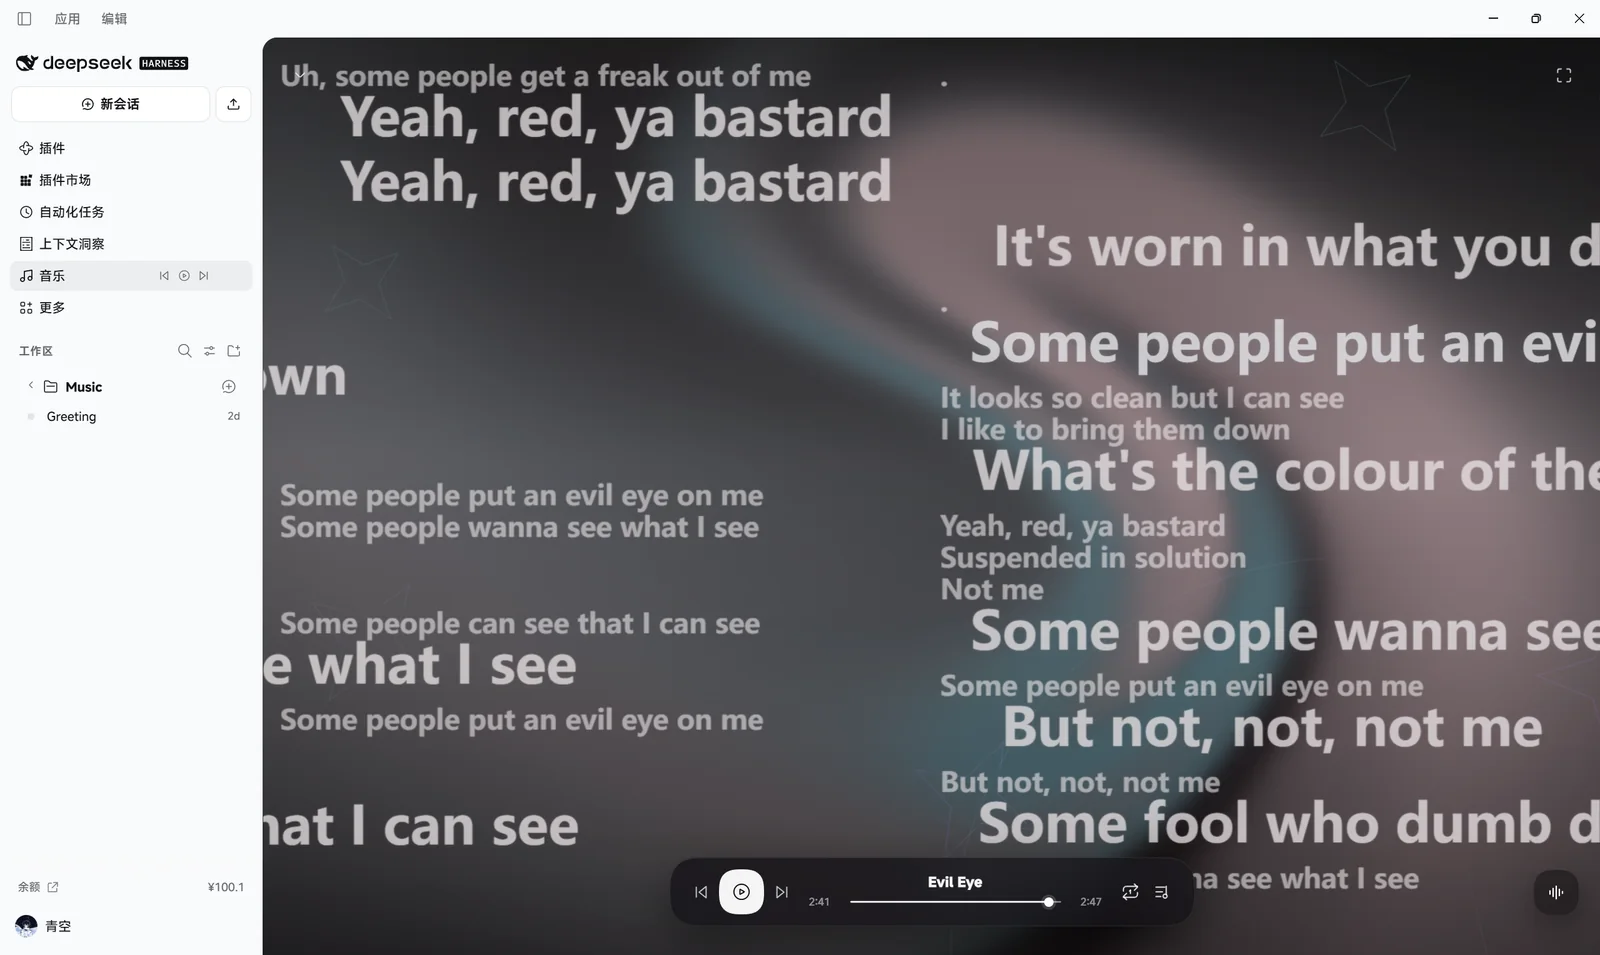 应用 编辑
deepseek HARNESS
新会话
插件
插件市场
自动化任务
上下文洞察
音乐
更多
工作区
Music
Greeting 2d
余额 ¥100.1
青空
Uh, some people get a freak out of me
Yeah, red, ya bastard
Yeah, red, ya bastard
own
Some people put an evil eye on me
Some people wanna see what I see
Some people can see that I can see
e what I see
Some people put an evil eye on me
hat I can see
.
It's worn in what you d
.
Some people put an evi
It looks so clean but I can see
I like to bring them down
What's the colour of the
Yeah, red, ya bastard
Suspended in solution
Not me
Some people wanna see
Some people put an evil eye on me
But not, not, not me
But not, not, not me
Some fool who dumb d
na see what I see
Evil Eye
2:41 2:47